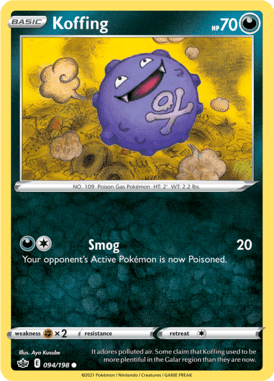 BASIC
Koffing
HP 70
NO. 109 Poison Gas Pokémon HT: 2' WT: 2.2 lbs.
Smog 20
Your opponent's Active Pokémon is now Poisoned.
weakness ×2 resistance retreat
Illus. Aya Kusube
094/198
It adores polluted air. Some claim that Koffing used to be
more plentiful in the Galar region than they are now.
©2021 Pokémon / Nintendo / Creatures / GAME FREAK